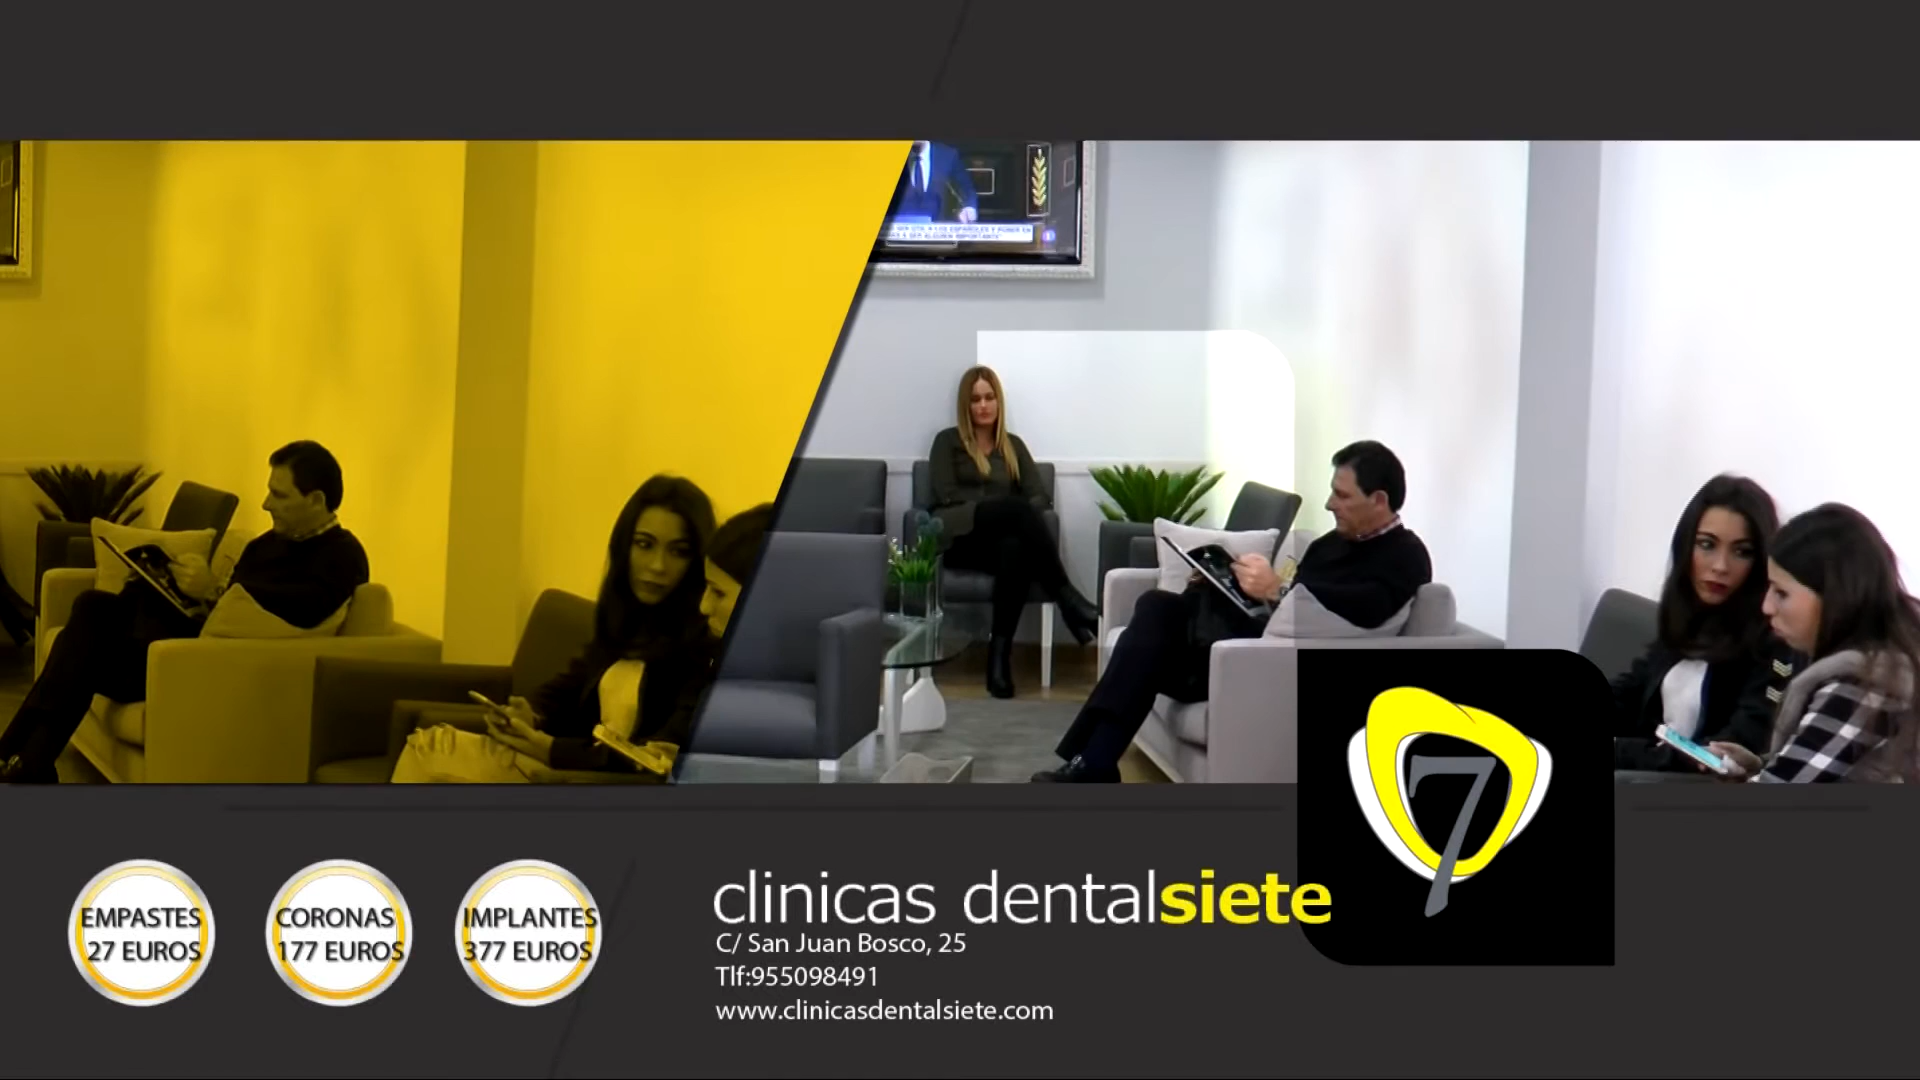 EMPASTES
27 EUROS
CORONAS
177 EUROS
IMPLANTES
377 EUROS
clinicas dentalsiete
C/ San Juan Bosco, 25
Tlf:955098491
www.clinicasdentalsiete.com
7